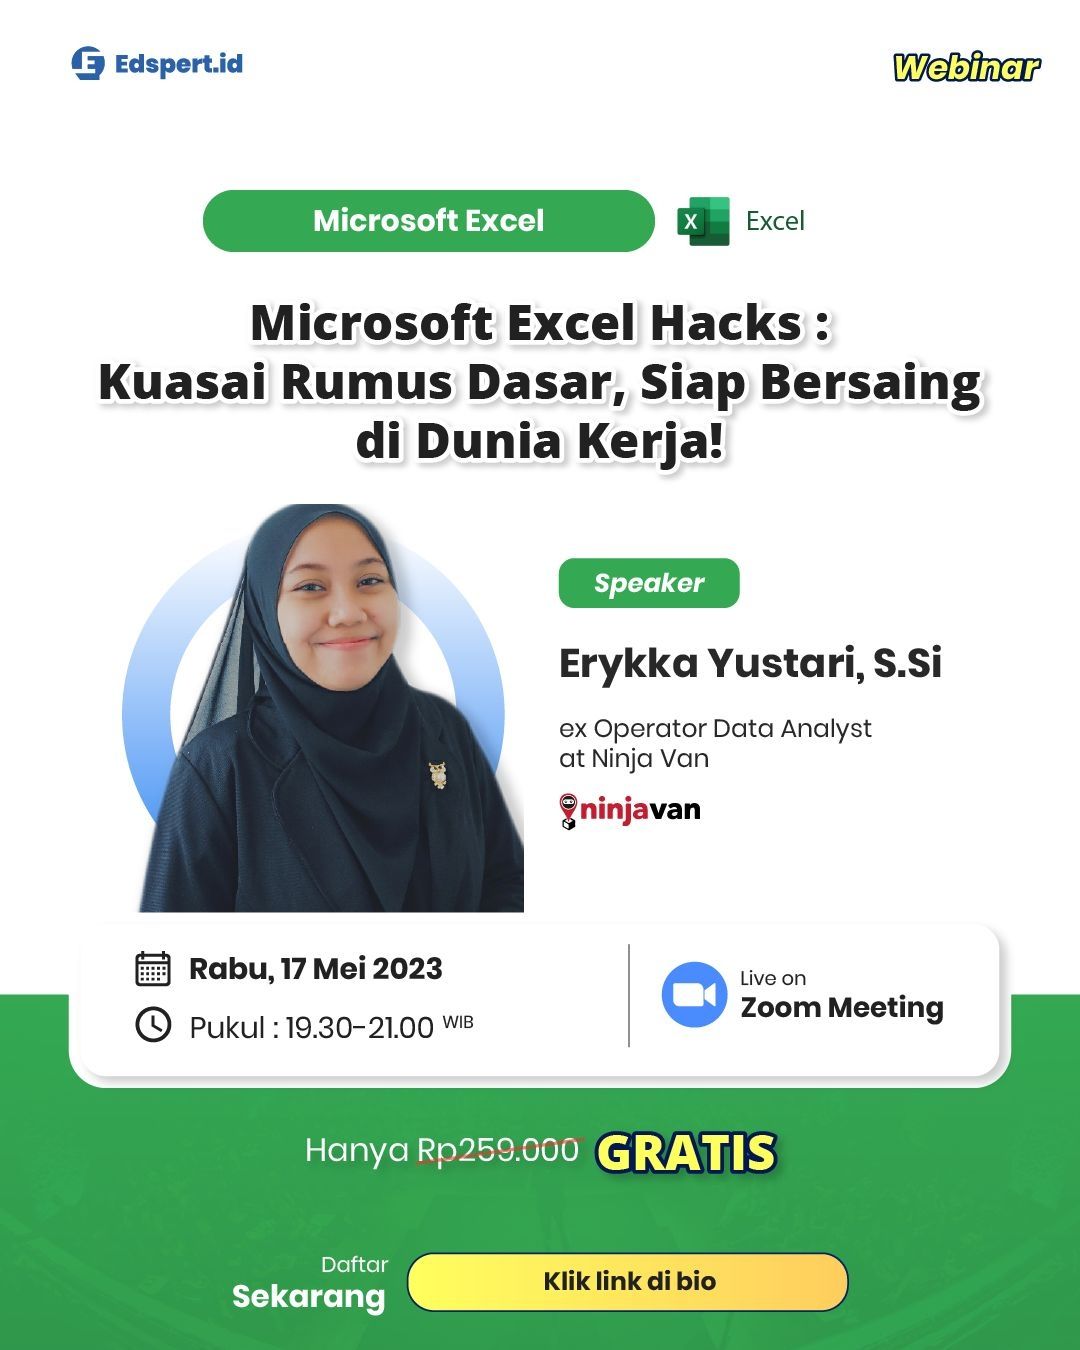 Edspert.id
Webinar
Microsoft Excel
X
Excel
Microsoft Excel Hacks :
Kuasai Rumus Dasar, Siap Bersaing
di Dunia Kerja!
Speaker
Erykka Yustari, S.Si
ex Operator Data Analyst
at Ninja Van
ninjavan
Rabu, 17 Mei 2023
Pukul : 19.30-21.00 WIB
Live on
Zoom Meeting
Hanya Rp259.000 GRATIS
Daftar
Sekarang
Klik link di bio